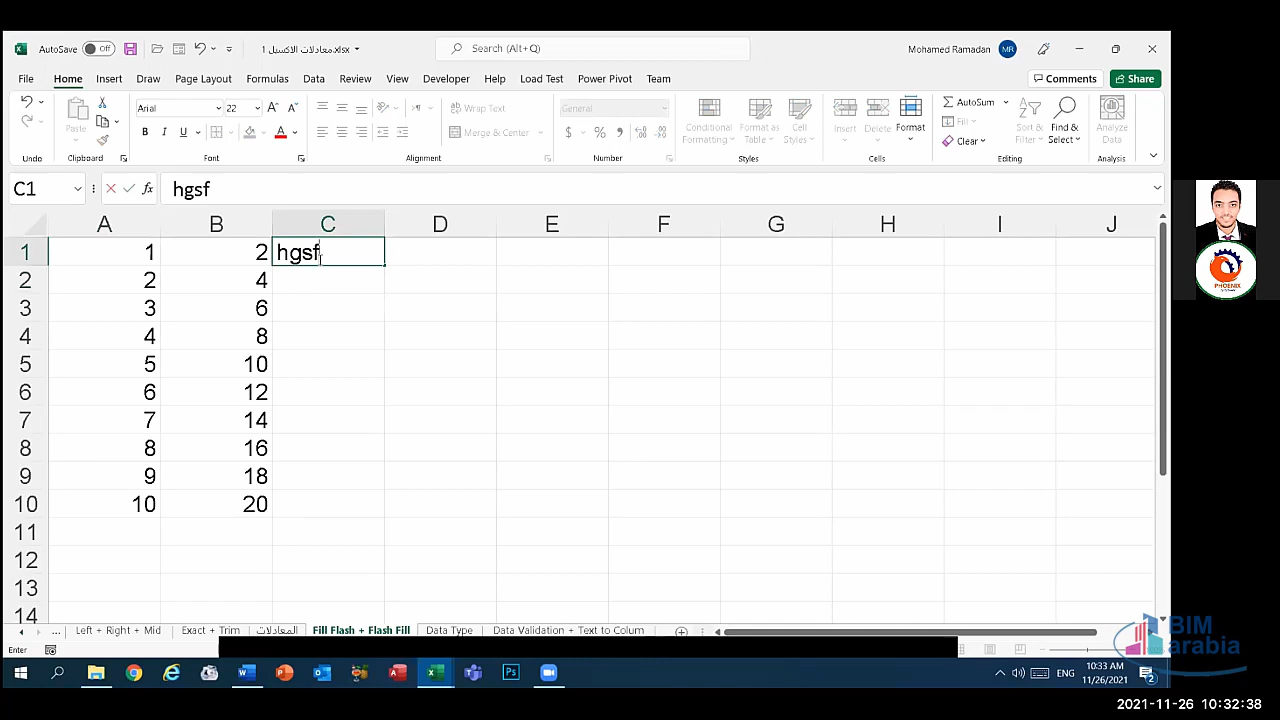 AutoSave Off معادلات الاكسيل 1.xlsx Search (Alt+Q) Mohamed Ramadan MR
File Home Insert Draw Page Layout Formulas Data Review View Developer Help Load Test Power Pivot Team Comments Share
Paste Arial 22 Wrap Text General AutoSum
B I U Merge & Center $ % Conditional Formatting Format as Table Cell Styles Insert Delete Format Fill Sort & Filter Find & Select Analyze Data
Clear
Undo Clipboard Font Alignment Number Styles Cells Editing Analysis
C1 fx hgsf
A B C D E F G H I J
1 1 2 hgsf
2 2 4
3 3 6
4 4 8
5 5 10
6 6 12
7 7 14
8 8 16
9 9 18
10 10 20
11
12
13
14
... Left + Right + Mid Exact + Trim المعادلات Fill Flash + Flash Fill Data Type Data Validation + Text to Colum
Enter
10:33 AM
ENG
11/26/2021
2
PHOENIX
BIM
arabia
2021-11-26 10:32:38